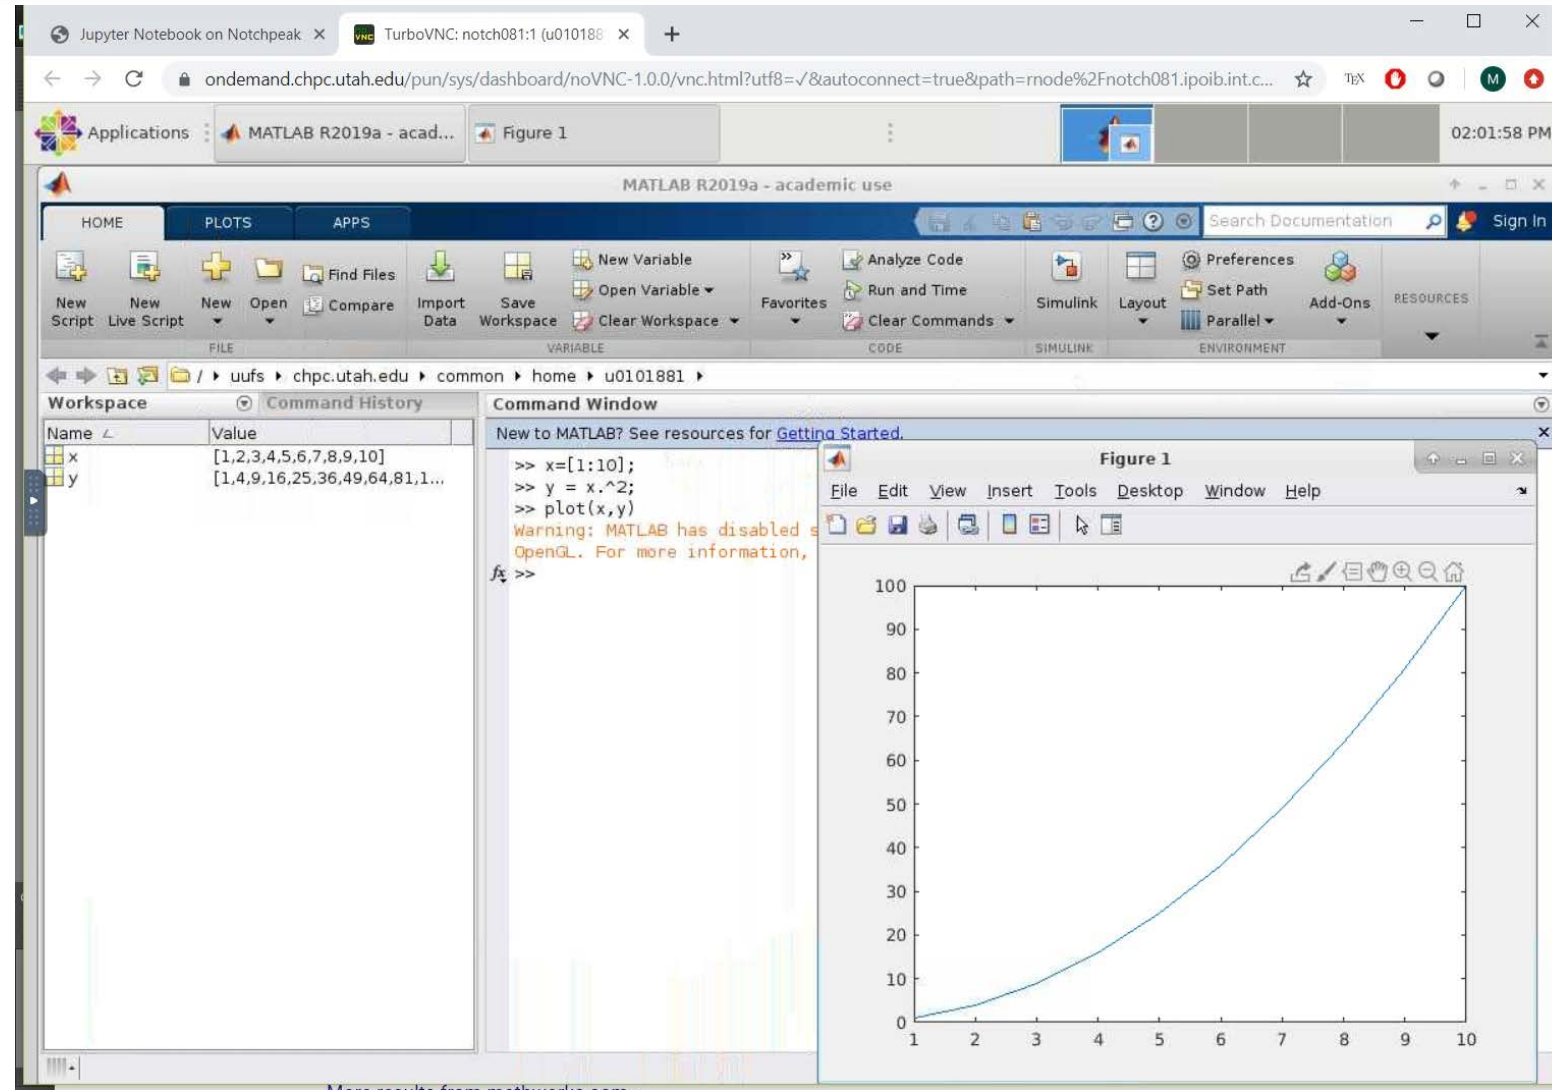 Jupyter Notebook on Notchpeak
TurboVNC: notch081:1 (u010188
ondemand.chpc.utah.edu/pun/sys/dashboard/noVNC-1.0.0/vnc.html?utf8=✓&autoconnect=true&path=rnode%2Fnotch081.ipoib.int.c...
TEX
M
Applications
MATLAB R2019a - acad...
Figure 1
02:01:58 PM
MATLAB R2019a - academic use
HOME
PLOTS
APPS
Search Documentation
Sign In
New Script
New Live Script
New
Open
Find Files
Compare
Import Data
Save Workspace
New Variable
Open Variable
Clear Workspace
Favorites
Analyze Code
Run and Time
Clear Commands
Simulink
Layout
Preferences
Set Path
Parallel
Add-Ons
RESOURCES
FILE
VARIABLE
CODE
SIMULINK
ENVIRONMENT
/ uufs chpc.utah.edu common home u0101881
Workspace
Command History
Name
Value
x [1,2,3,4,5,6,7,8,9,10]
y [1,4,9,16,25,36,49,64,81,1...
Command Window
New to MATLAB? See resources for Getting Started.
>> x=[1:10];
>> y = x.^2;
>> plot(x,y)
Warning: MATLAB has disabled s
OpenGL. For more information,
fx >>
Figure 1
File Edit View Insert Tools Desktop Window Help
100
90
80
70
60
50
40
30
20
10
0
1 2 3 4 5 6 7 8 9 10